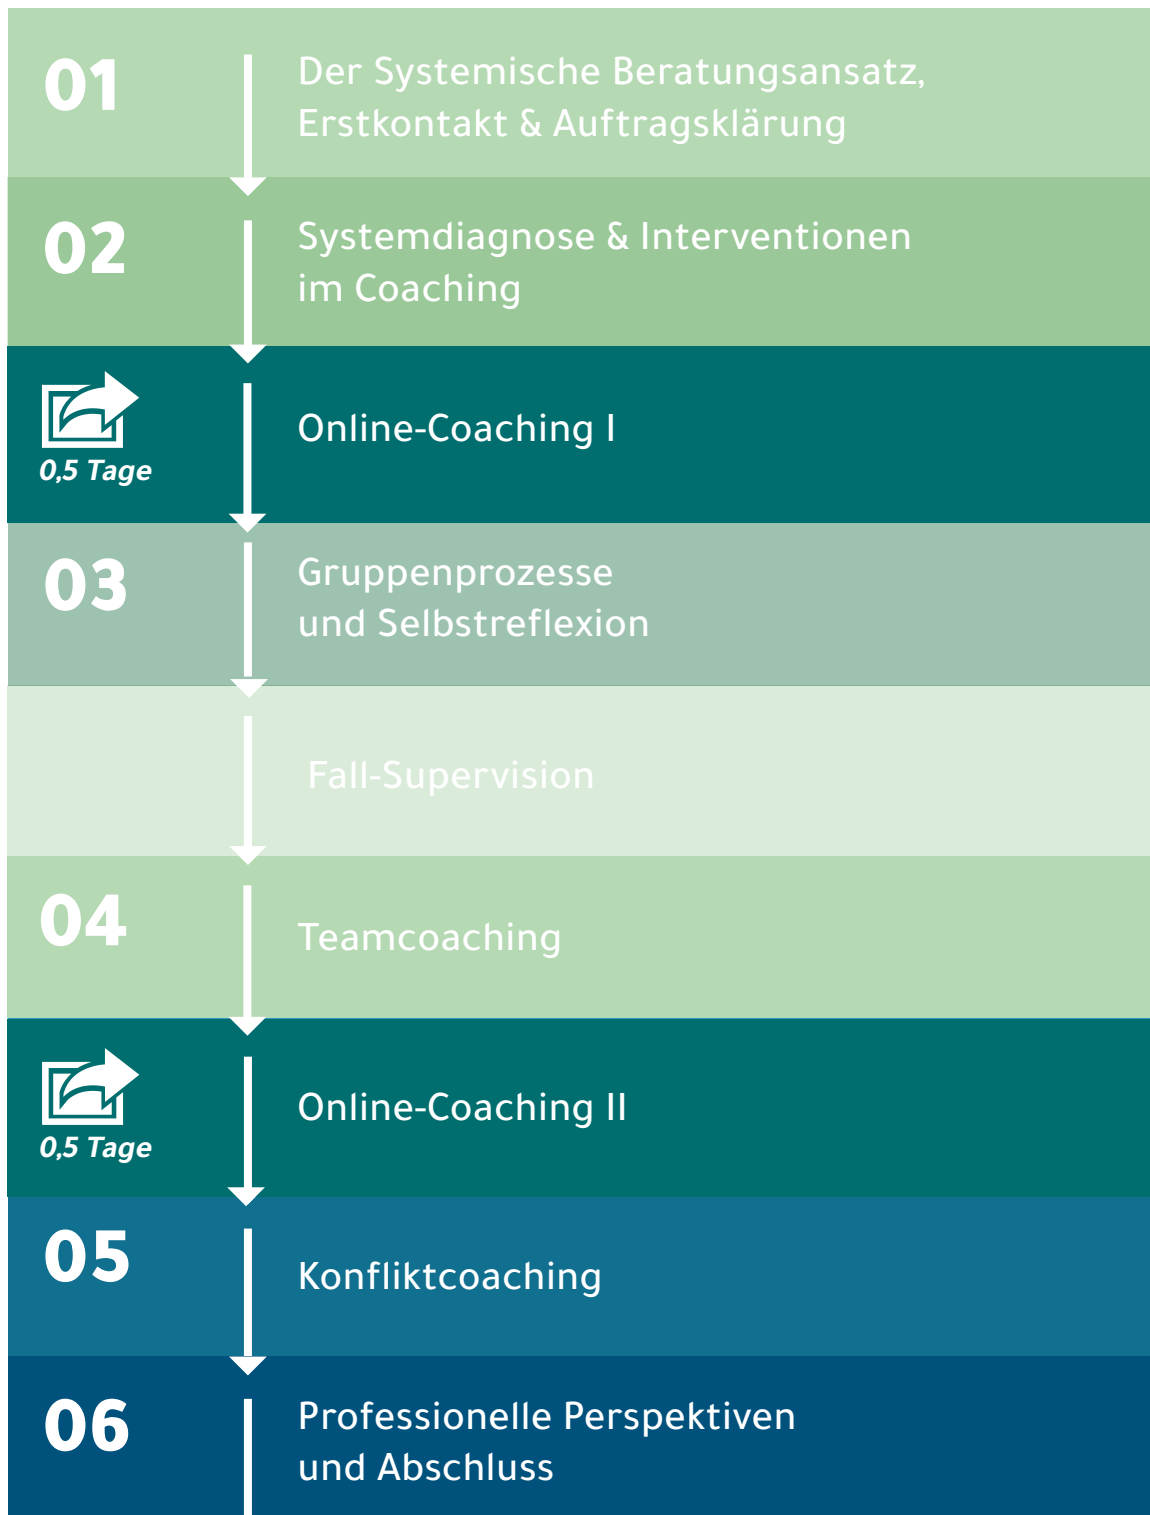 01
Der Systemische Beratungsansatz,
Erstkontakt & Auftragsklärung
02
Systemdiagnose & Interventionen
im Coaching
0,5 Tage
Online-Coaching I
03
Gruppenprozesse
und Selbstreflexion
Fall-Supervision
04
Teamcoaching
0,5 Tage
Online-Coaching II
05
Konfliktcoaching
06
Professionelle Perspektiven
und Abschluss